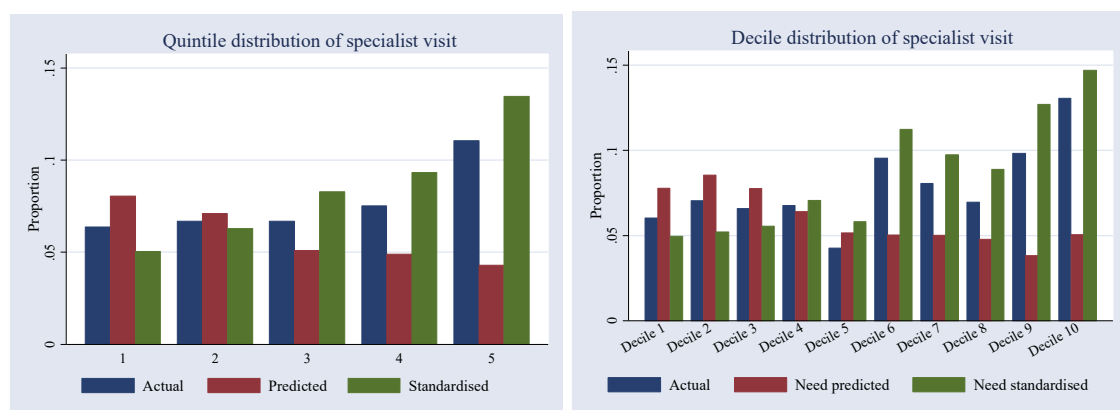 Quintile distribution of specialist visit
Proportion
.15
.1
.05
0
1 2 3 4 5
Actual Predicted Standardised
Decile distribution of specialist visit
Proportion
.15
.1
.05
0
Decile 1 Decile 2 Decile 3 Decile 4 Decile 5 Decile 6 Decile 7 Decile 8 Decile 9 Decile 10
Actual Need predicted Need standardised